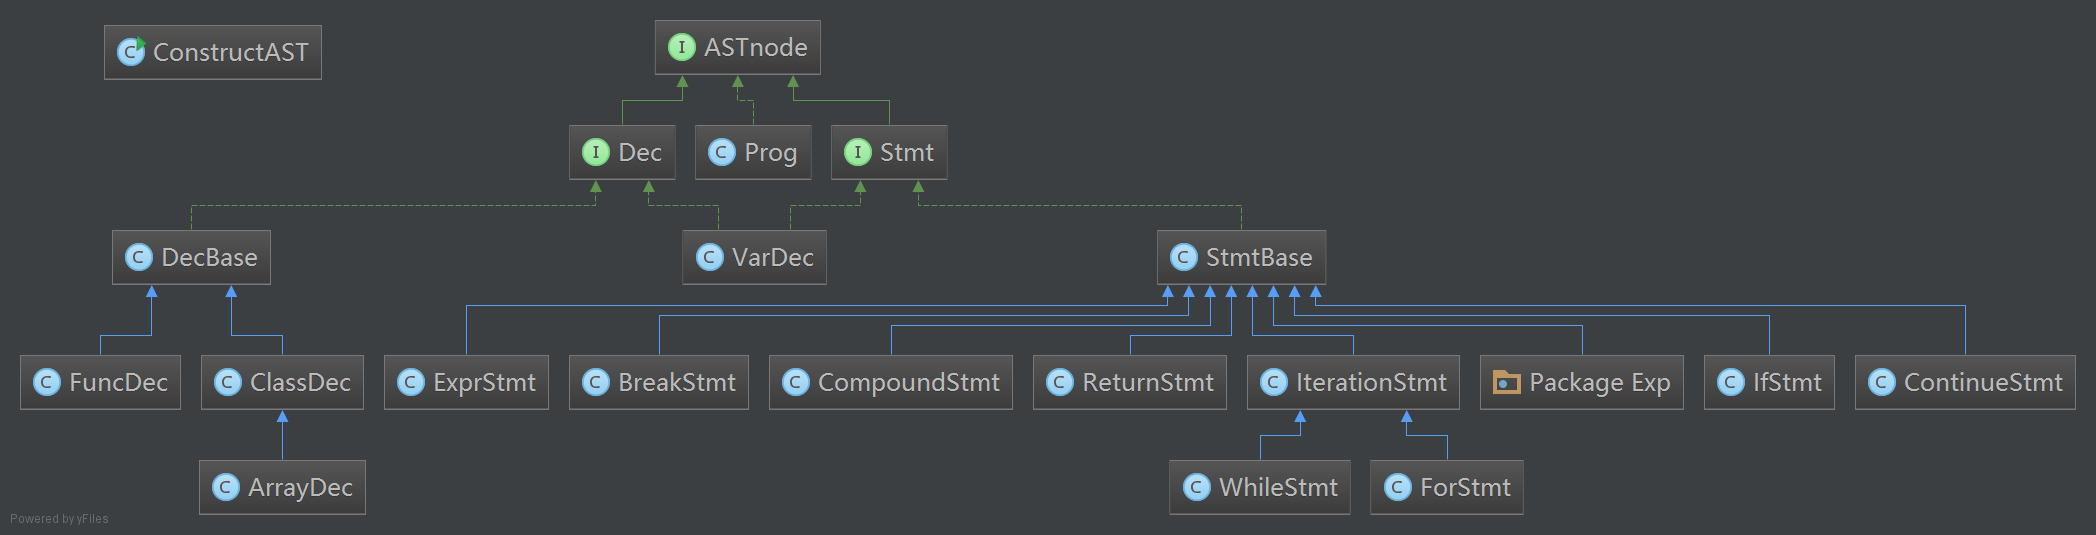 ConstructAST
I ASTnode
I Dec
C Prog
I Stmt
C DecBase
C VarDec
C StmtBase
C FuncDec
C ClassDec
C ExprStmt
C BreakStmt
C CompoundStmt
C ReturnStmt
C IterationStmt
Package Exp
C IfStmt
C ContinueStmt
C ArrayDec
C WhileStmt
C ForStmt
Powered by yFiles